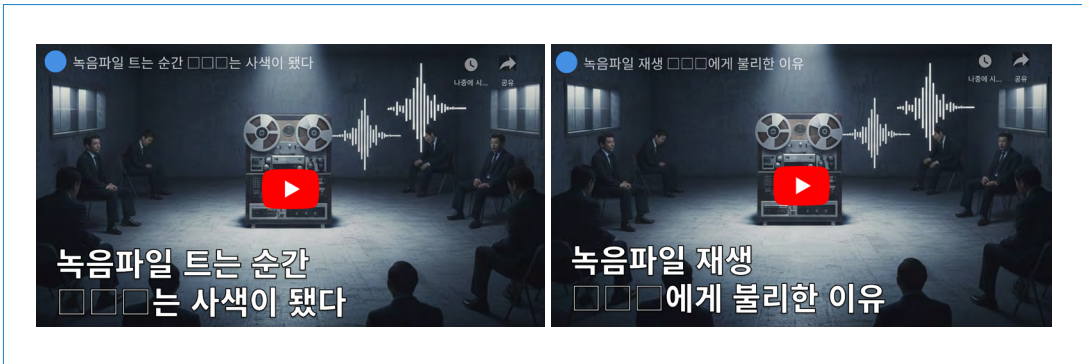 녹음파일 트는 순간 □□□는 사색이 됐다
나중에 시...
공유
녹음파일 트는 순간
□□□는 사색이 됐다
녹음파일 재생 □□□에게 불리한 이유
나중에 시...
공유
녹음파일 재생
□□□에게 불리한 이유